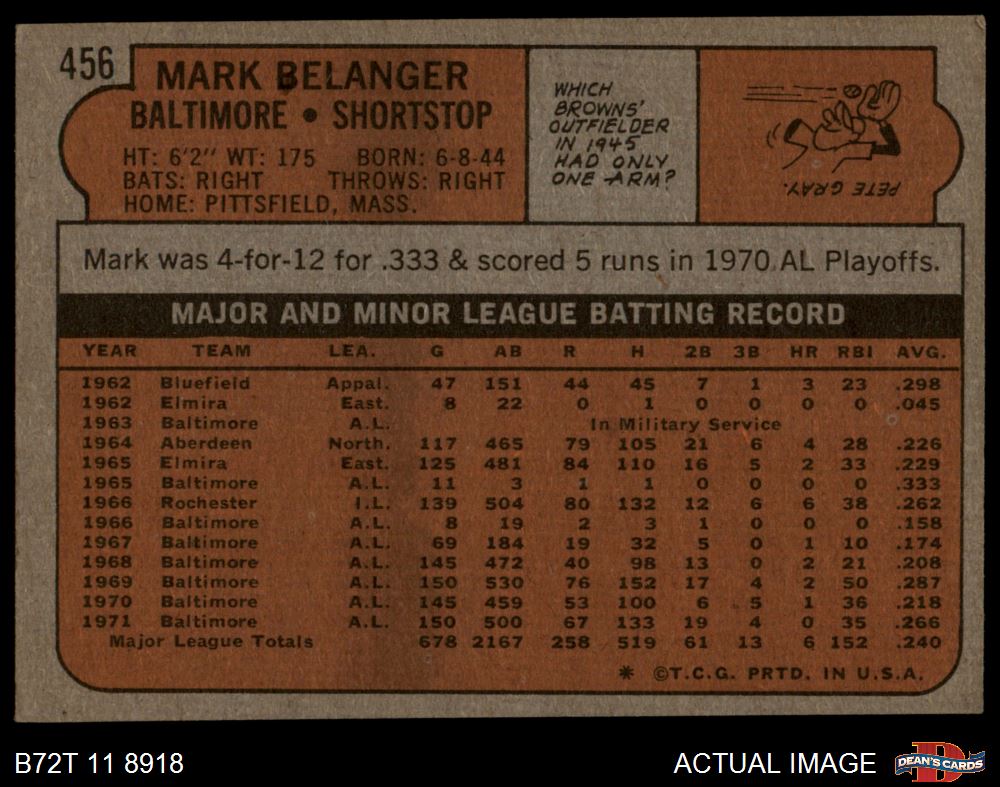 456
MARK BELANGER
BALTIMORE • SHORTSTOP
HT: 6'2" WT: 175 BORN: 6-8-44
BATS: RIGHT THROWS: RIGHT
HOME: PITTSFIELD, MASS.
WHICH
BROWNS'
OUTFIELDER
IN 1945
HAD ONLY
ONE ARM?
PETE GRAY.
Mark was 4-for-12 for .333 & scored 5 runs in 1970 AL Playoffs.
MAJOR AND MINOR LEAGUE BATTING RECORD
YEAR TEAM LEA. G AB R H 2B 3B HR RBI AVG.
1962 Bluefield Appal. 47 151 44 45 7 1 3 23 .298
1962 Elmira East. 8 22 0 1 0 0 0 0 .045
1963 Baltimore A.L. In Military Service
1964 Aberdeen North. 117 465 79 105 21 6 4 28 .226
1965 Elmira East. 125 481 84 110 16 5 2 33 .229
1965 Baltimore A.L. 11 3 1 1 0 0 0 0 .333
1966 Rochester I.L. 139 504 80 132 12 6 6 38 .262
1966 Baltimore A.L. 8 19 2 3 1 0 0 0 .158
1967 Baltimore A.L. 69 184 19 32 5 0 1 10 .174
1968 Baltimore A.L. 145 472 40 98 13 0 2 21 .208
1969 Baltimore A.L. 150 530 76 152 17 4 2 50 .287
1970 Baltimore A.L. 145 459 53 100 6 5 1 36 .218
1971 Baltimore A.L. 150 500 67 133 19 4 0 35 .266
Major League Totals 678 2167 258 519 61 13 6 152 .240
* ©T.C.G. PRTD. IN U.S.A.
B72T 11 8918
ACTUAL IMAGE
DEAN'S CARDS